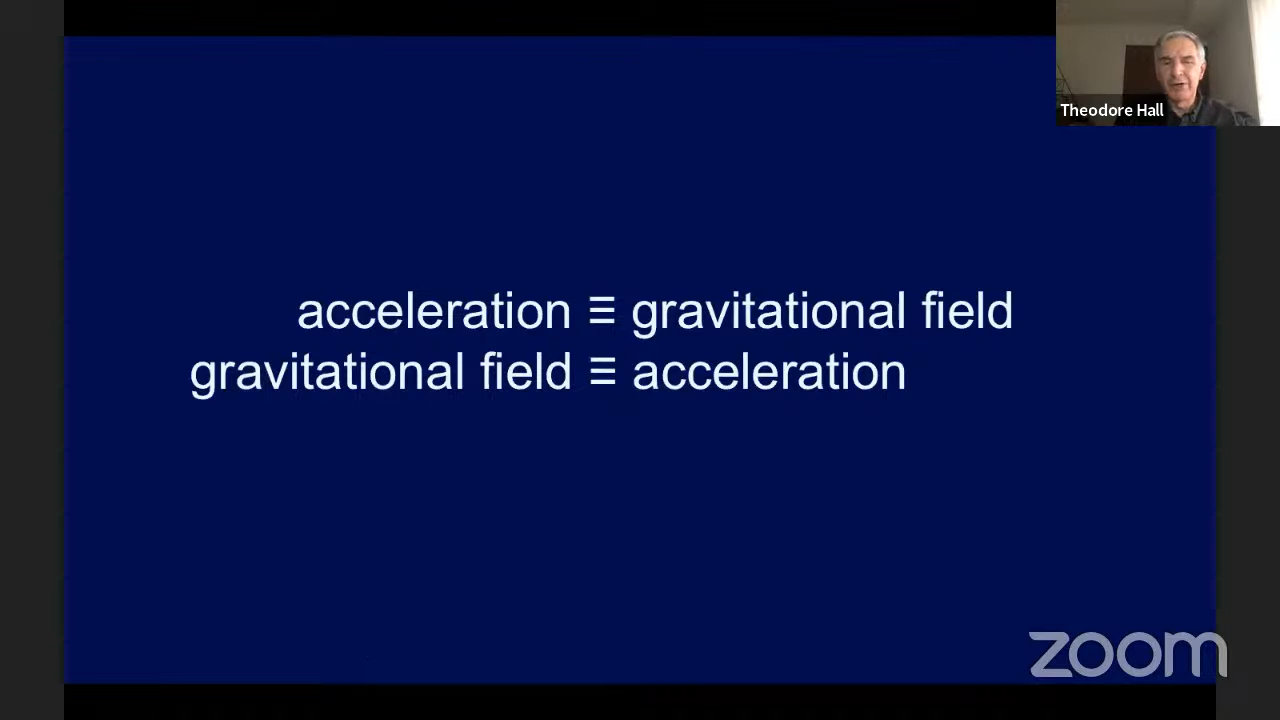 Theodore Hall
acceleration ≡ gravitational field
gravitational field ≡ acceleration
zoom